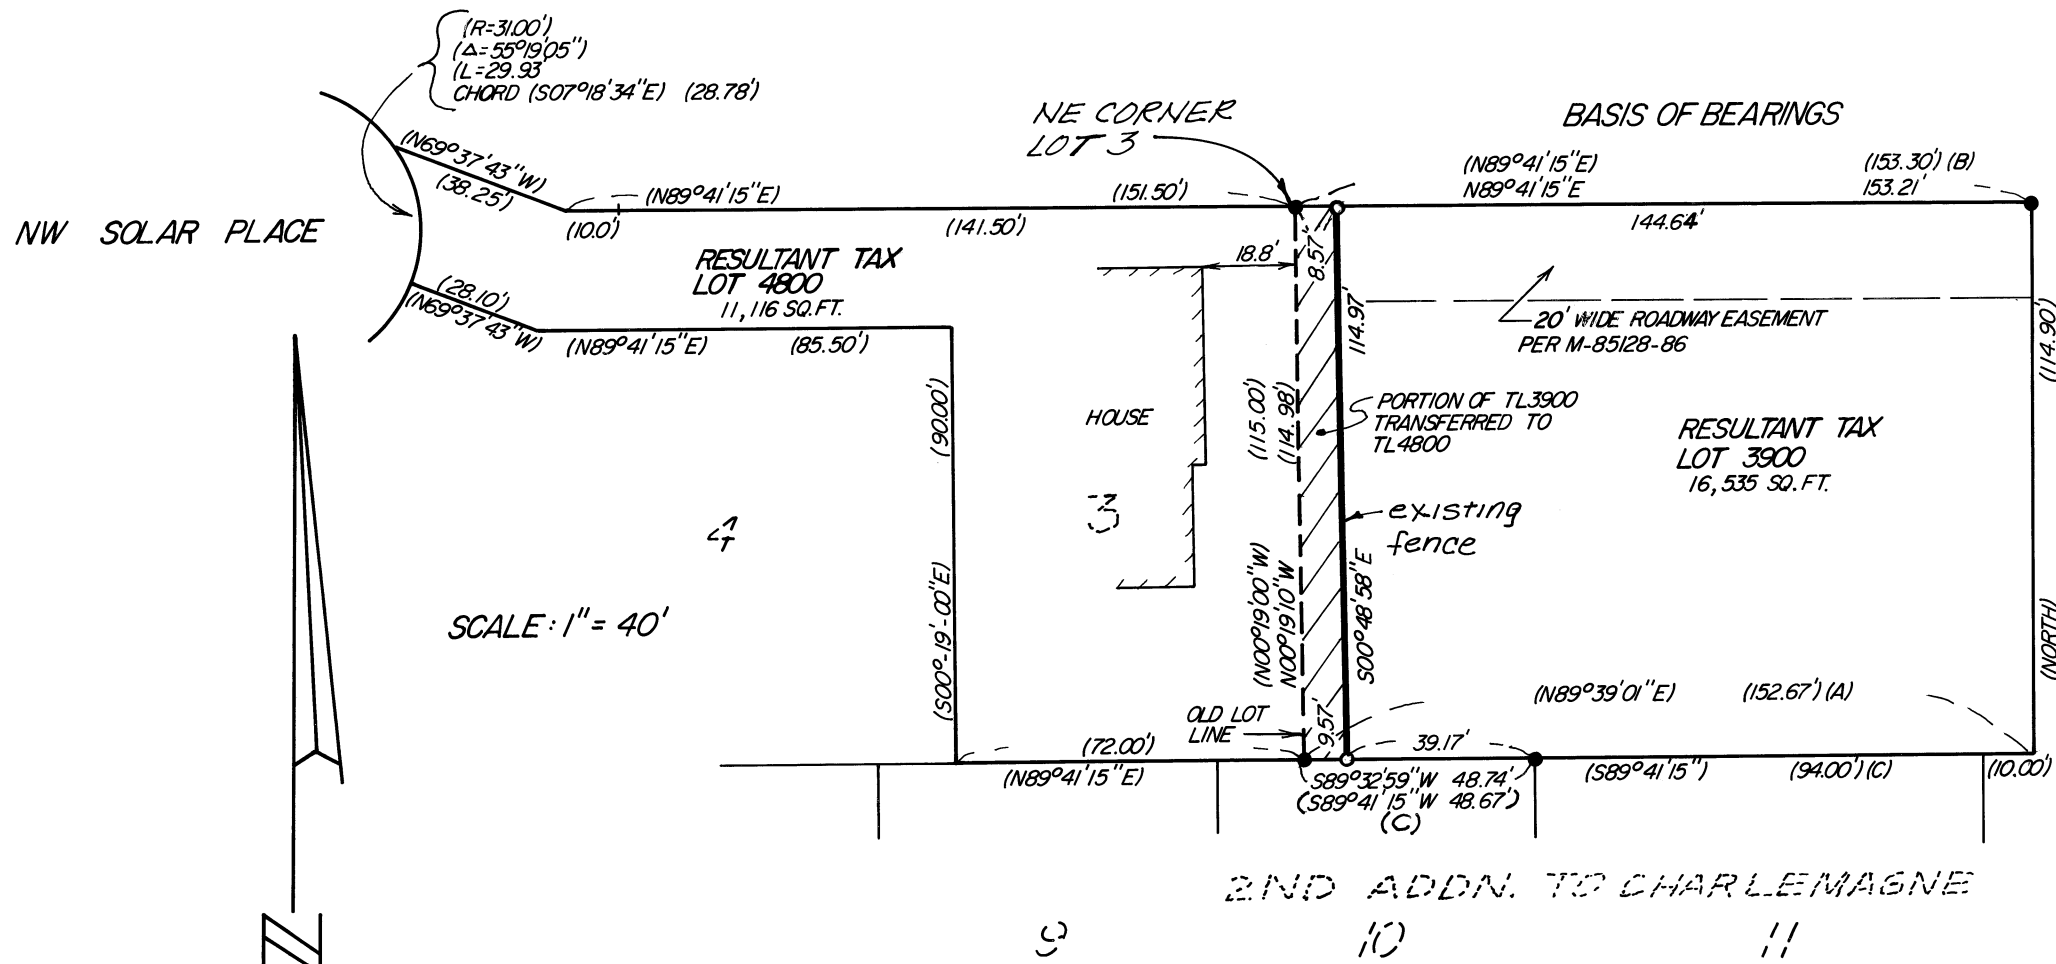 (R=31.00')
(Δ=55°19'05")
(L=29.93'
CHORD (S07°18'34"E) (28.78')
NE CORNER
LOT 3
BASIS OF BEARINGS
(N69°37'43"W)
(38.25')
(N89°41'15"E)
(151.50')
(N89°41'15"E)
N89°41'15"E
(153.30') (B)
153.21'
NW SOLAR PLACE
(10.0')
(141.50')
144.64'
RESULTANT TAX
LOT 4800
11,116 SQ.FT.
18.8'
8.57'
(28.10')
(N69°37'43"W)
(N89°41'15"E)
(85.50')
114.97'
20' WIDE ROADWAY EASEMENT
PER M-85128-86
(114.90')
(90.00')
HOUSE
(115.00')
(114.98')
PORTION OF TL3900
TRANSFERRED TO
TL4800
RESULTANT TAX
LOT 3900
16,535 SQ.FT.
4
3
existing
fence
SCALE: 1" = 40'
(S00°-19'-00"E)
(N00°19'00"W)
N00°19'10"W
S00°48'58"E
(NORTH)
(N89°39'01"E)
(152.67') (A)
OLD LOT
LINE
9.57'
(72.00')
39.17'
(N89°41'15"E)
S89°32'59"W 48.74'
(S89°41'15"W 48.67')
(C)
(S89°41'15")
(94.00') (C)
(10.00')
2ND ADDN. TO CHARLEMAGNE
9
10
11